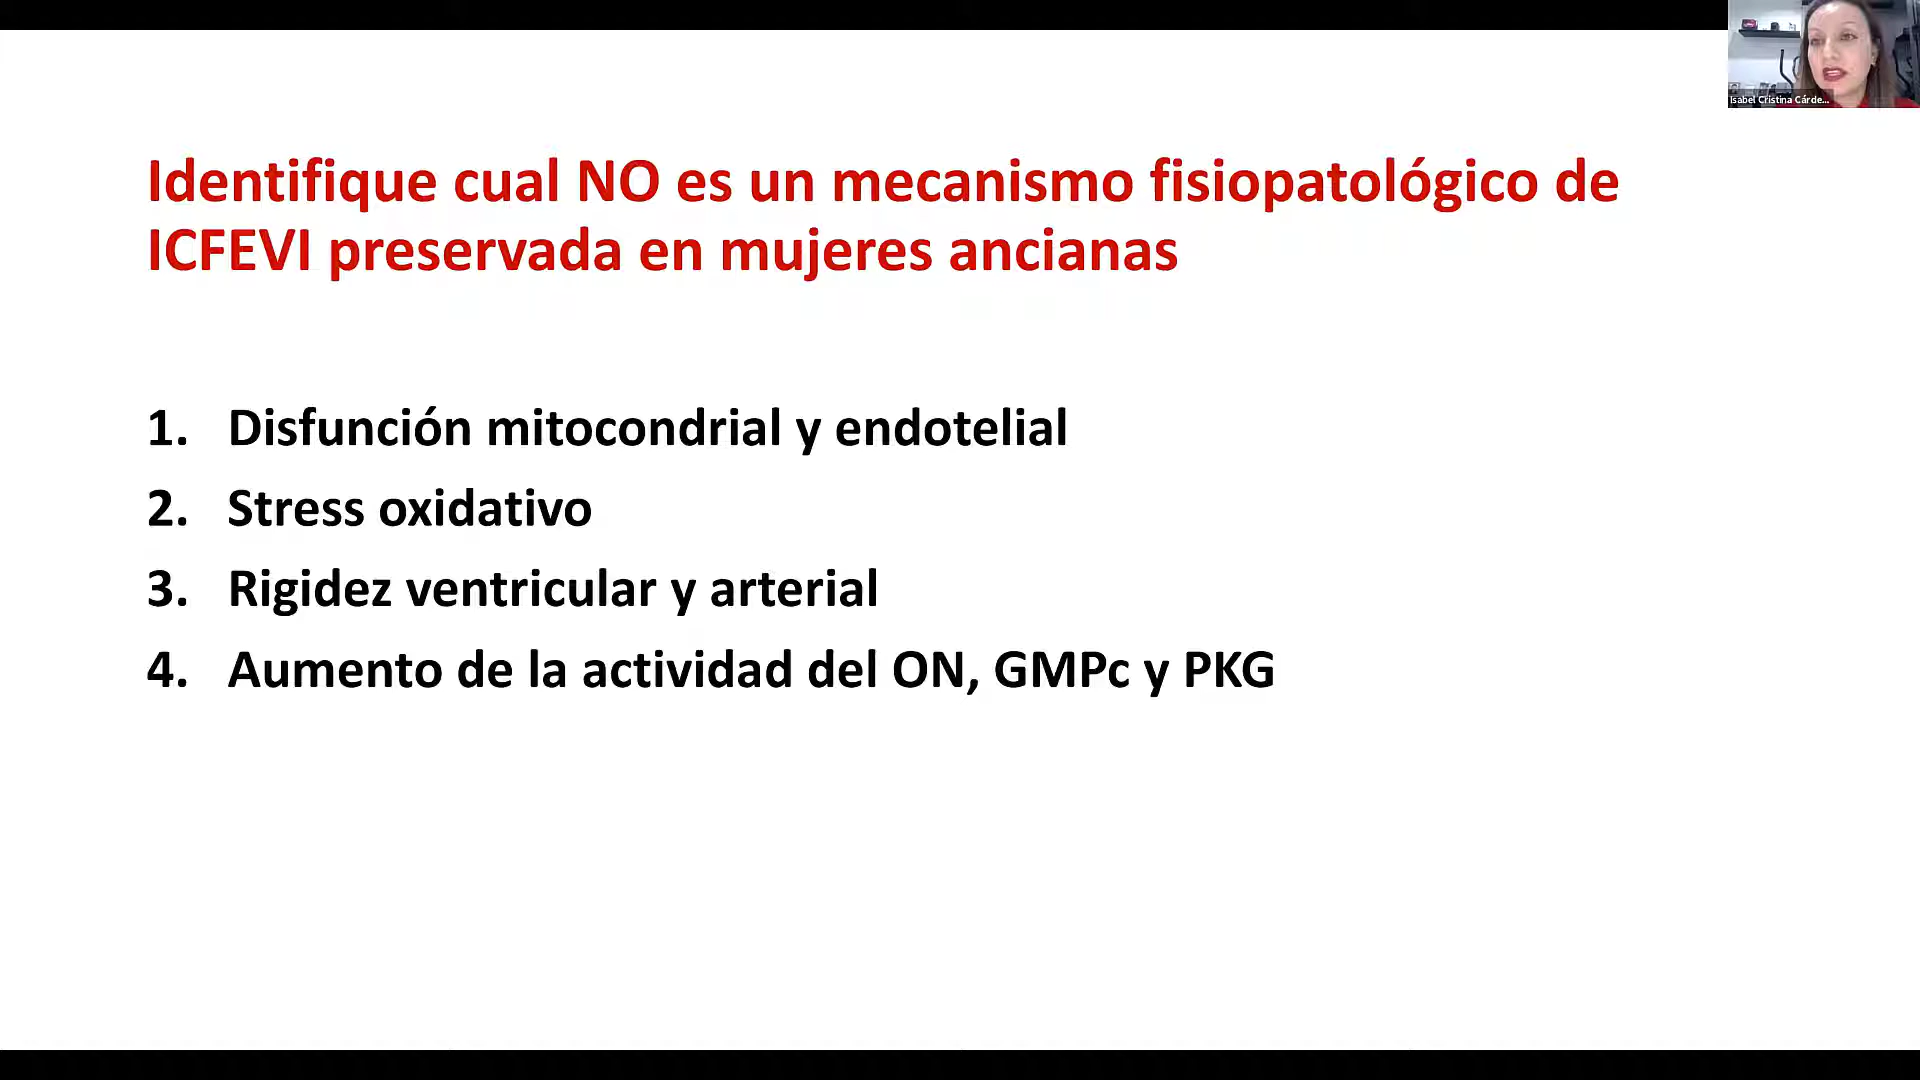 Isabel Cristina Cárde...
Identifique cual NO es un mecanismo fisiopatológico de
ICFEVI preservada en mujeres ancianas
1. Disfunción mitocondrial y endotelial
2. Stress oxidativo
3. Rigidez ventricular y arterial
4. Aumento de la actividad del ON, GMPc y PKG